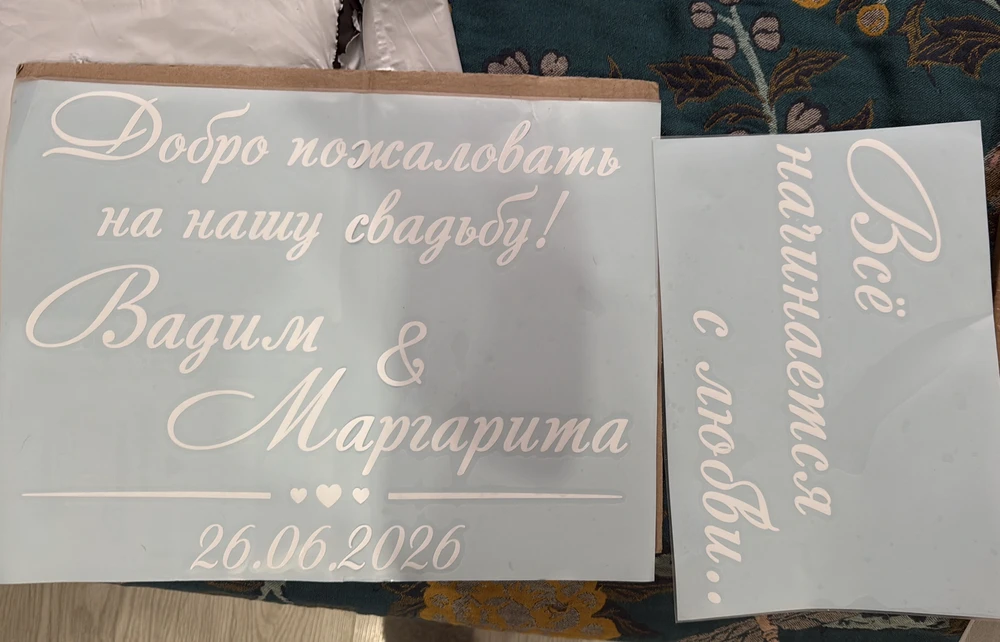 Добро пожаловать
на нашу свадьбу!
Вадим
&
Маргарита
26.06.2026
Всё
начинается
с любви...